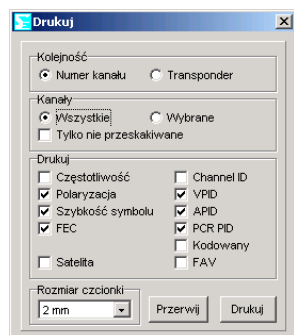 Drukuj
Kolejność
Numer kanału Transponder
Kanały
Wszystkie Wybrane
Tylko nie przeskakiwane
Drukuj
Częstotliwość Channel ID
Polaryzacja VPID
Szybkość symbolu APID
FEC PCR PID
Kodowany
Satelita FAV
Rozmiar czcionki
2 mm Przerwij Drukuj